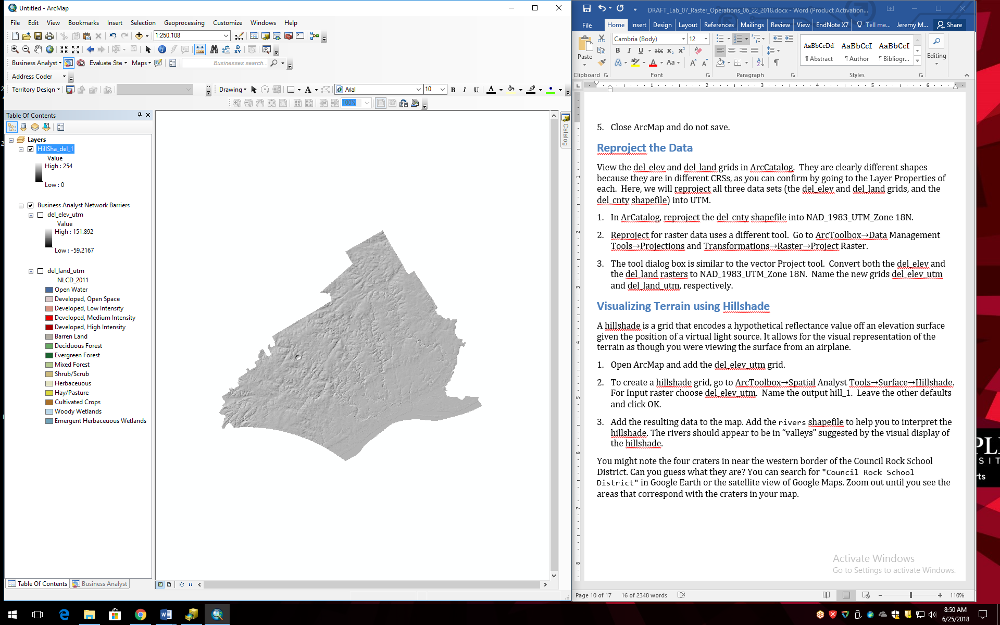 Untitled - ArcMap
File Edit View Bookmarks Insert Selection Geoprocessing Customize Windows Help
1:250,108
Business Analyst Evaluate Site Maps Businesses search...
Address Coder
Territory Design Drawing Arial 10 B I U A
100%
Table Of Contents
Layers
HillSha_del_1
Value
High : 254
Low : 0
Business Analyst Network Barriers
del_elev_utm
Value
High : 151.892
Low : -59.2167
del_land_utm
NLCD_2011
Open Water
Developed, Open Space
Developed, Low Intensity
Developed, Medium Intensity
Developed, High Intensity
Barren Land
Deciduous Forest
Evergreen Forest
Mixed Forest
Shrub/Scrub
Herbaceous
Hay/Pasture
Cultivated Crops
Woody Wetlands
Emergent Herbaceuous Wetlands
Table Of Contents Business Analyst
Catalog
DRAFT_Lab_07_Raster_Operations_06_22_2018.docx - Word (Product Activation...
File Home Insert Design Layout References Mailings Review View EndNote X7 Tell me... Jeremy M... Share
Cambria (Body) 12
Paste
B I U abc X₂ X²
AaBbCcDd AaBbCcI AaBbCcI
¶ Abstract ¶ Author ¶ Bibliogr...
Editing
Clipboard Font Paragraph Styles
1 2 3 4 5 6
5. Close ArcMap and do not save.
Reproject the Data
View the del_elev and del_land grids in ArcCatalog. They are clearly different shapes
because they are in different CRSs, as you can confirm by going to the Layer Properties of
each. Here, we will reproject all three data sets (the del_elev and del_land grids, and the
del_cnty shapefile) into UTM.
1. In ArCatalog, reproject the del_cnty shapefile into NAD_1983_UTM_Zone 18N.
2. Reproject for raster data uses a different tool. Go to ArcToolbox→Data Management
Tools→Projections and Transformations→Raster→Project Raster.
3. The tool dialog box is similar to the vector Project tool. Convert both the del_elev and
the del_land rasters to NAD_1983_UTM_Zone 18N. Name the new grids del_elev_utm
and del_land_utm, respectively.
Visualizing Terrain using Hillshade
A hillshade is a grid that encodes a hypothetical reflectance value off an elevation surface
given the position of a virtual light source. It allows for the visual representation of the
terrain as though you were viewing the surface from an airplane.
1. Open ArcMap and add the del_elev_utm grid.
2. To create a hillshade grid, go to ArcToolbox→Spatial Analyst Tools→Surface→Hillshade.
For Input raster choose del_elev_utm. Name the output hill_1. Leave the other defaults
and click OK.
3. Add the resulting data to the map. Add the rivers shapefile to help you to interpret the
hillshade. The rivers should appear to be in “valleys” suggested by the visual display of
the hillshade.
You might note the four craters in near the western border of the Council Rock School
District. Can you guess what they are? You can search for "Council Rock School
District" in Google Earth or the satellite view of Google Maps. Zoom out until you see the
areas that correspond with the craters in your map.
Activate Windows
Go to Settings to activate Windows.
Page 10 of 17 16 of 2348 words 110%
8:50 AM
6/25/2018